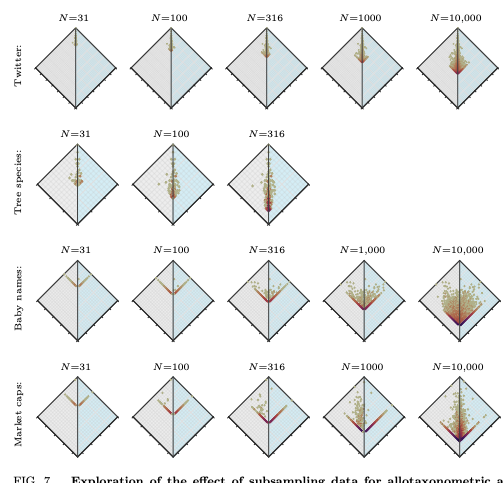 N=31 N=100 N=316 N=1000 N=10,000
Twitter:
N=31 N=100 N=316
Tree species:
N=31 N=100 N=316 N=1,000 N=10,000
Baby names:
N=31 N=100 N=316 N=1000 N=10,000
Market caps:
FIG. 7. Exploration of the effect of subsampling data for allotaxonometric a